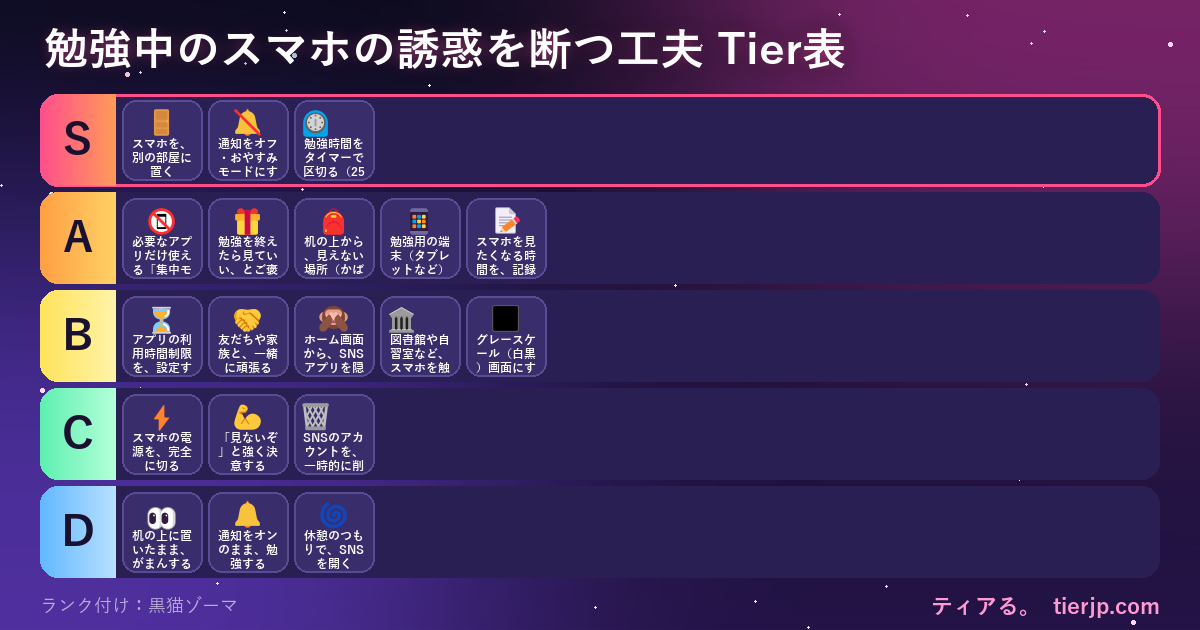 勉強中のスマホの誘惑を断つ工夫 Tier表
S
スマホを、
別の部屋に
置く
通知をオフ
・おやすみ
モードにす
勉強時間を
タイマーで
区切る（25
A
必要なアプ
リだけ使え
る「集中モ
勉強を終え
たら見てい
い、とご褒
机の上から
、見えない
場所（かば
勉強用の端
末（タブレ
ットなど）
スマホを見
たくなる時
間を、記録
B
アプリの利
用時間制限
を、設定す
友だちや家
族と、一緒
に頑張る
ホーム画面
から、SNS
アプリを隠
図書館や自
習室など、
スマホを触
グレースケ
ール（白黒
）画面にす
C
スマホの電
源を、完全
に切る
「見ないぞ
」と強く決
意する
SNSのアカ
ウントを、
一時的に削
D
机の上に置
いたまま、
がまんする
通知をオン
のまま、勉
強する
休憩のつも
りで、SNS
を開く
ランク付け：黒猫ゾーマ
ティアる。 tierjp.com